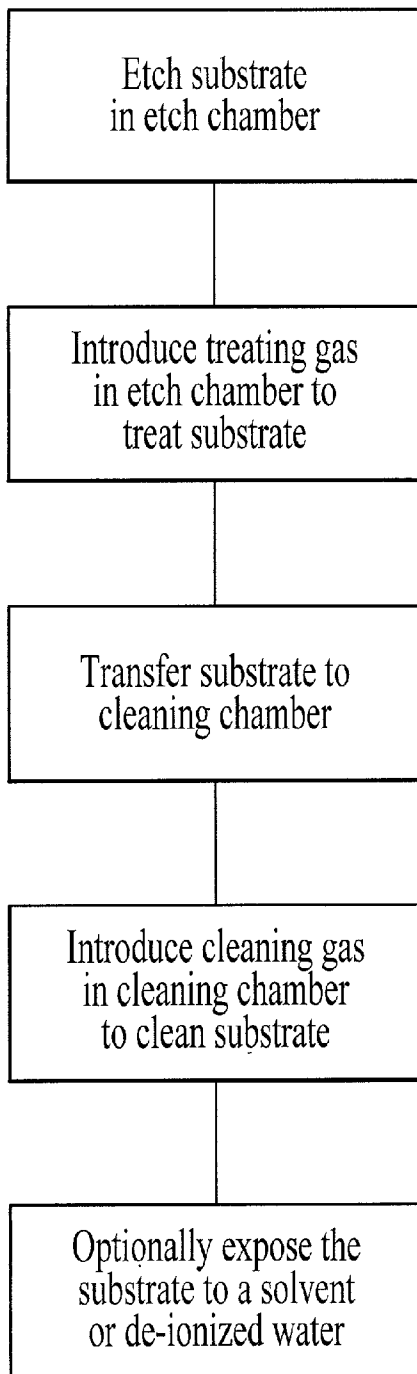 Etch substrate
in etch chamber
Introduce treating gas
in etch chamber to
treat substrate
Transfer substrate to
cleaning chamber
Introduce cleaning gas
in cleaning chamber
to clean substrate
Optionally expose the
substrate to a solvent
or de-ionized water